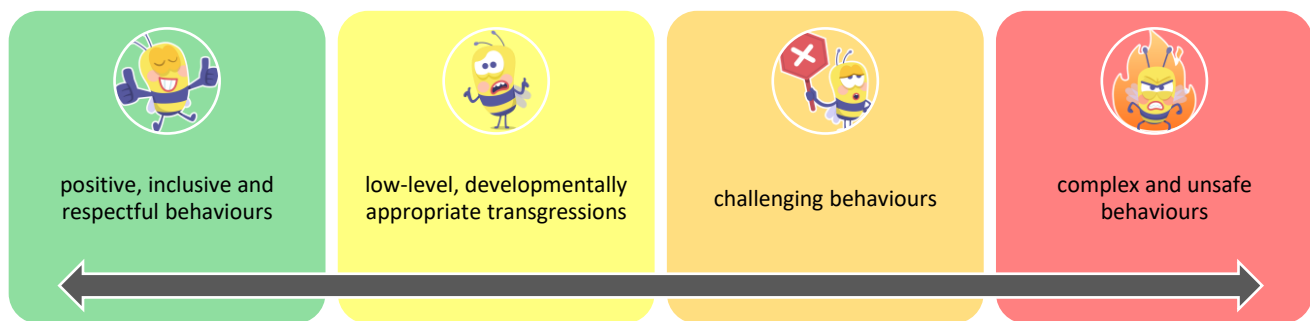 positive, inclusive and
respectful behaviours
low-level, developmentally
appropriate transgressions
challenging behaviours
complex and unsafe
behaviours